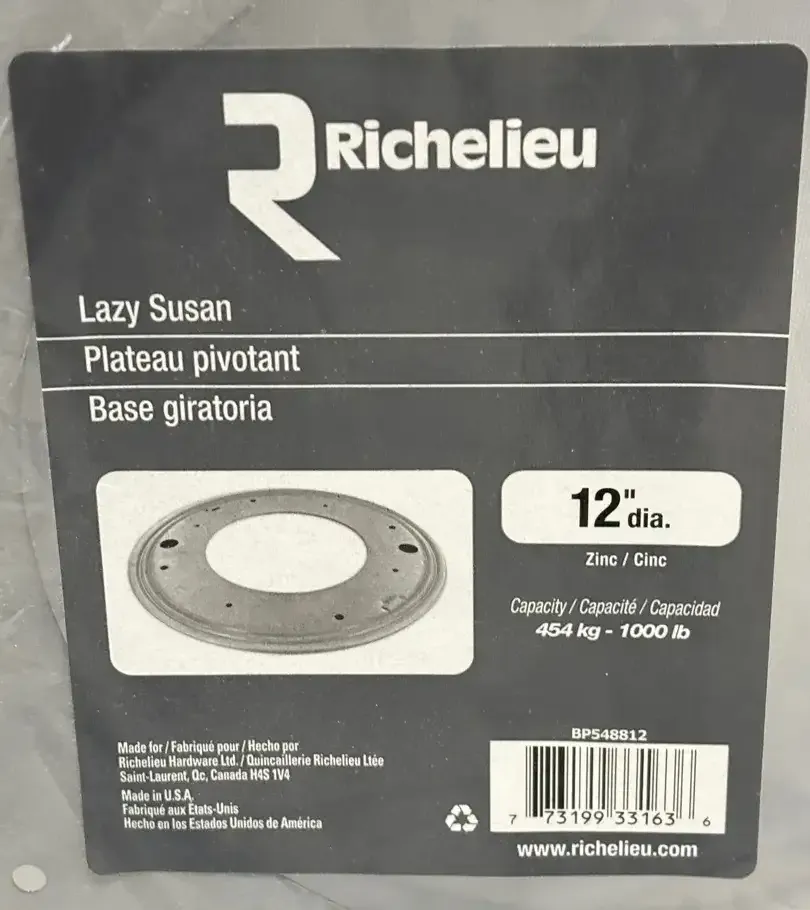 Richelieu
Lazy Susan
Plateau pivotant
Base giratoria
12" dia.
Zinc / Cinc
Capacity / Capacité / Capacidad
454 kg - 1000 lb
Made for / Fabriqué pour / Hecho por
Richelieu Hardware Ltd. / Quincaillerie Richelieu Ltée
Saint-Laurent, Qc, Canada H4S 1V4
Made in U.S.A.
Fabriqué aux États-Unis
Hecho en los Estados Unidos de América
BP548812
7 73199 33163 6
www.richelieu.com